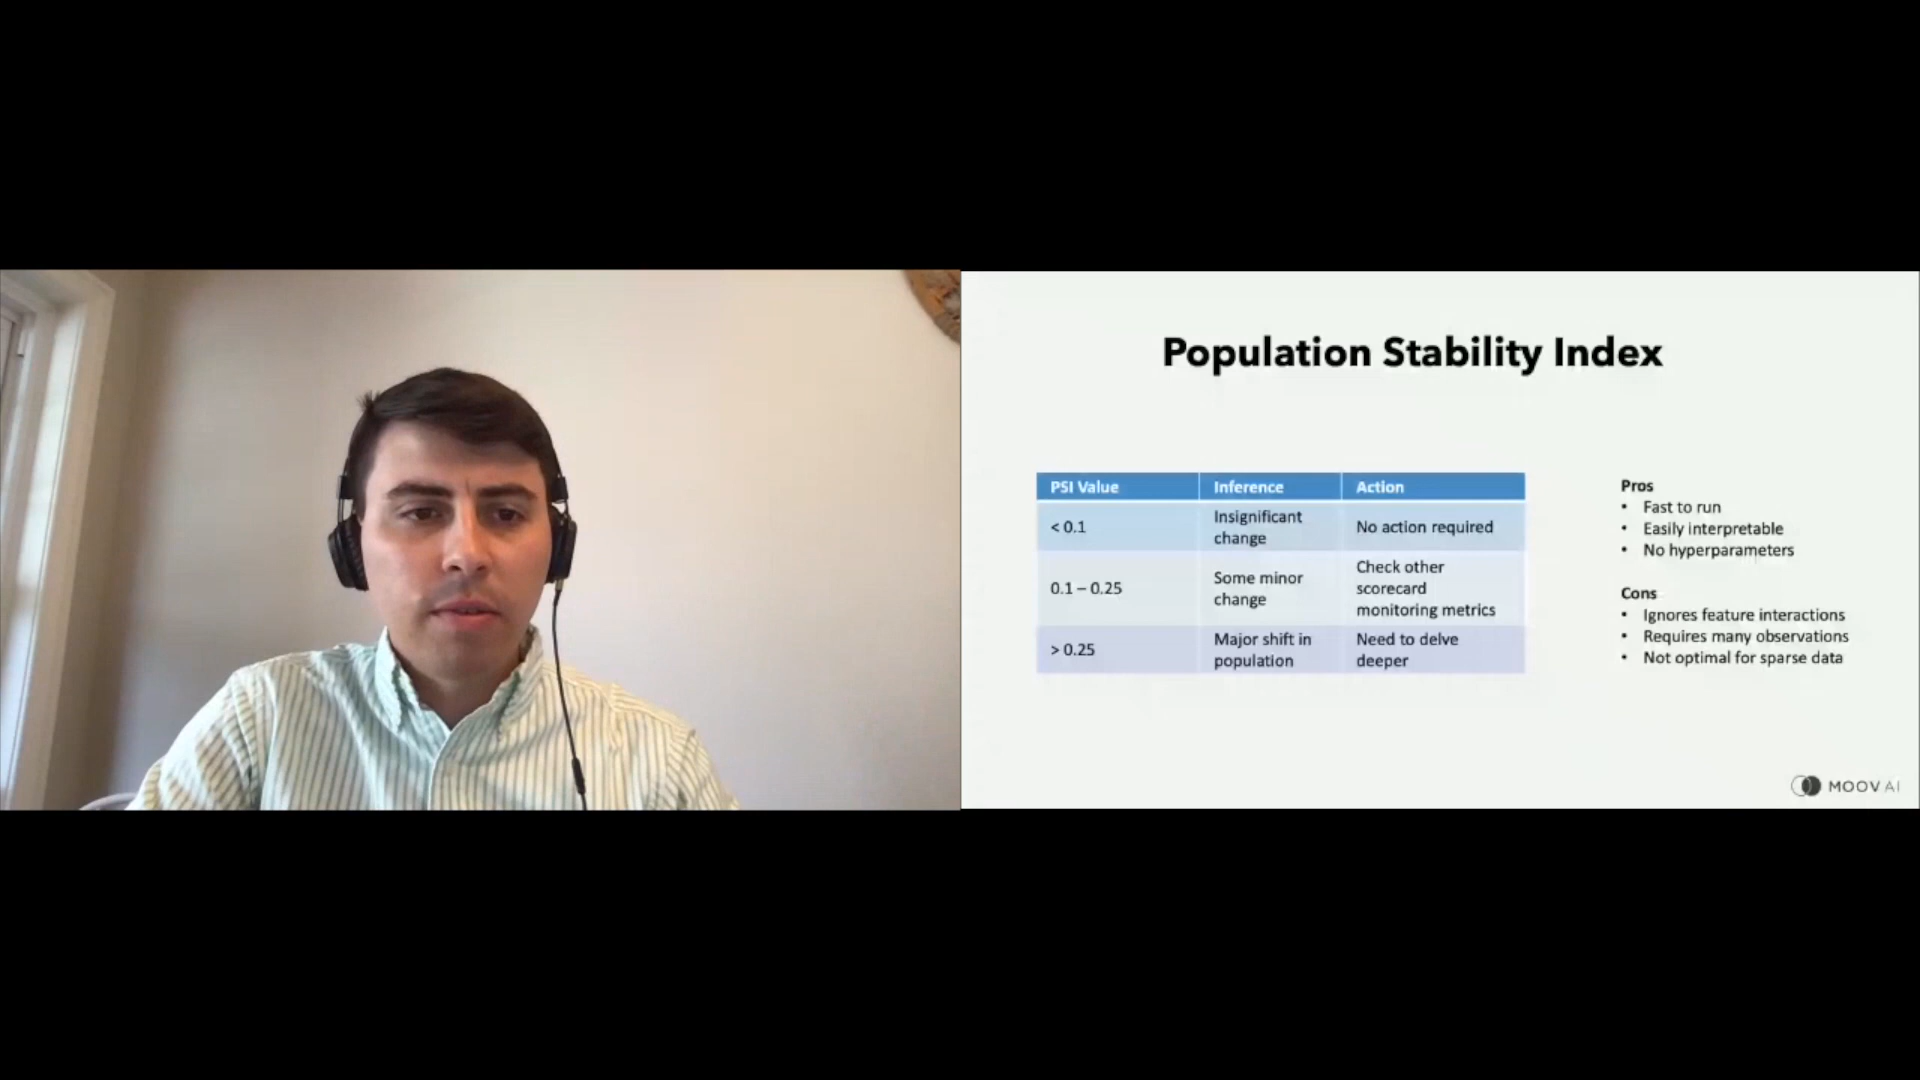 Population Stability Index
PSI Value Inference Action
< 0.1
Insignificant
change
No action required
0.1 – 0.25
Some minor
change
Check other
scorecard
monitoring metrics
> 0.25
Major shift in
population
Need to delve
deeper
Pros
• Fast to run
• Easily interpretable
• No hyperparameters
Cons
• Ignores feature interactions
• Requires many observations
• Not optimal for sparse data
MOOV AI